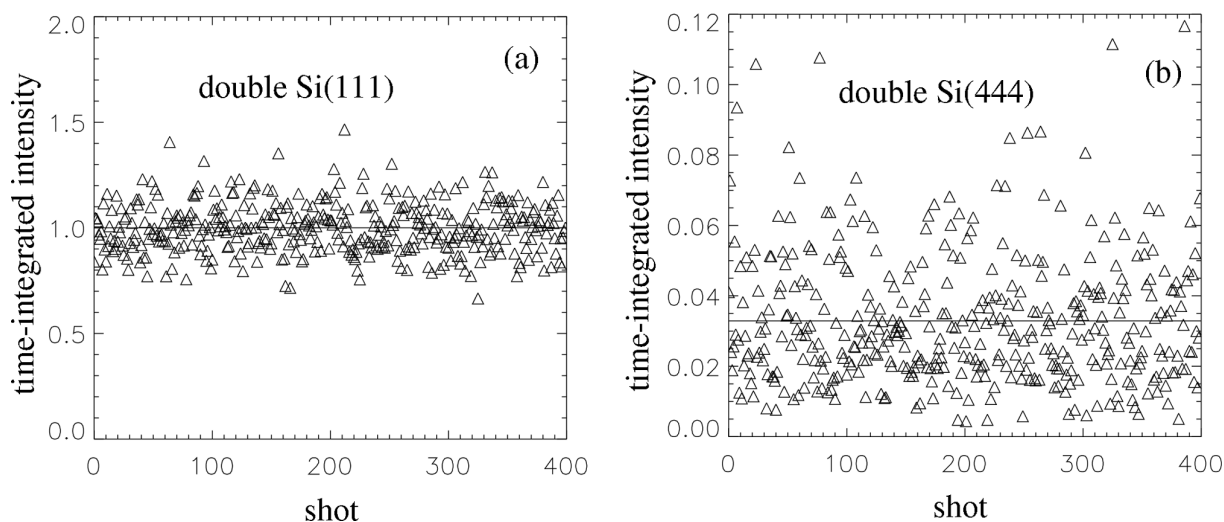 2.0
1.5
1.0
0.5
0.0
time-integrated intensity
(a)
double Si(111)
0 100 200 300 400
shot
0.12
0.10
0.08
0.06
0.04
0.02
0.00
time-integrated intensity
(b)
double Si(444)
0 100 200 300 400
shot